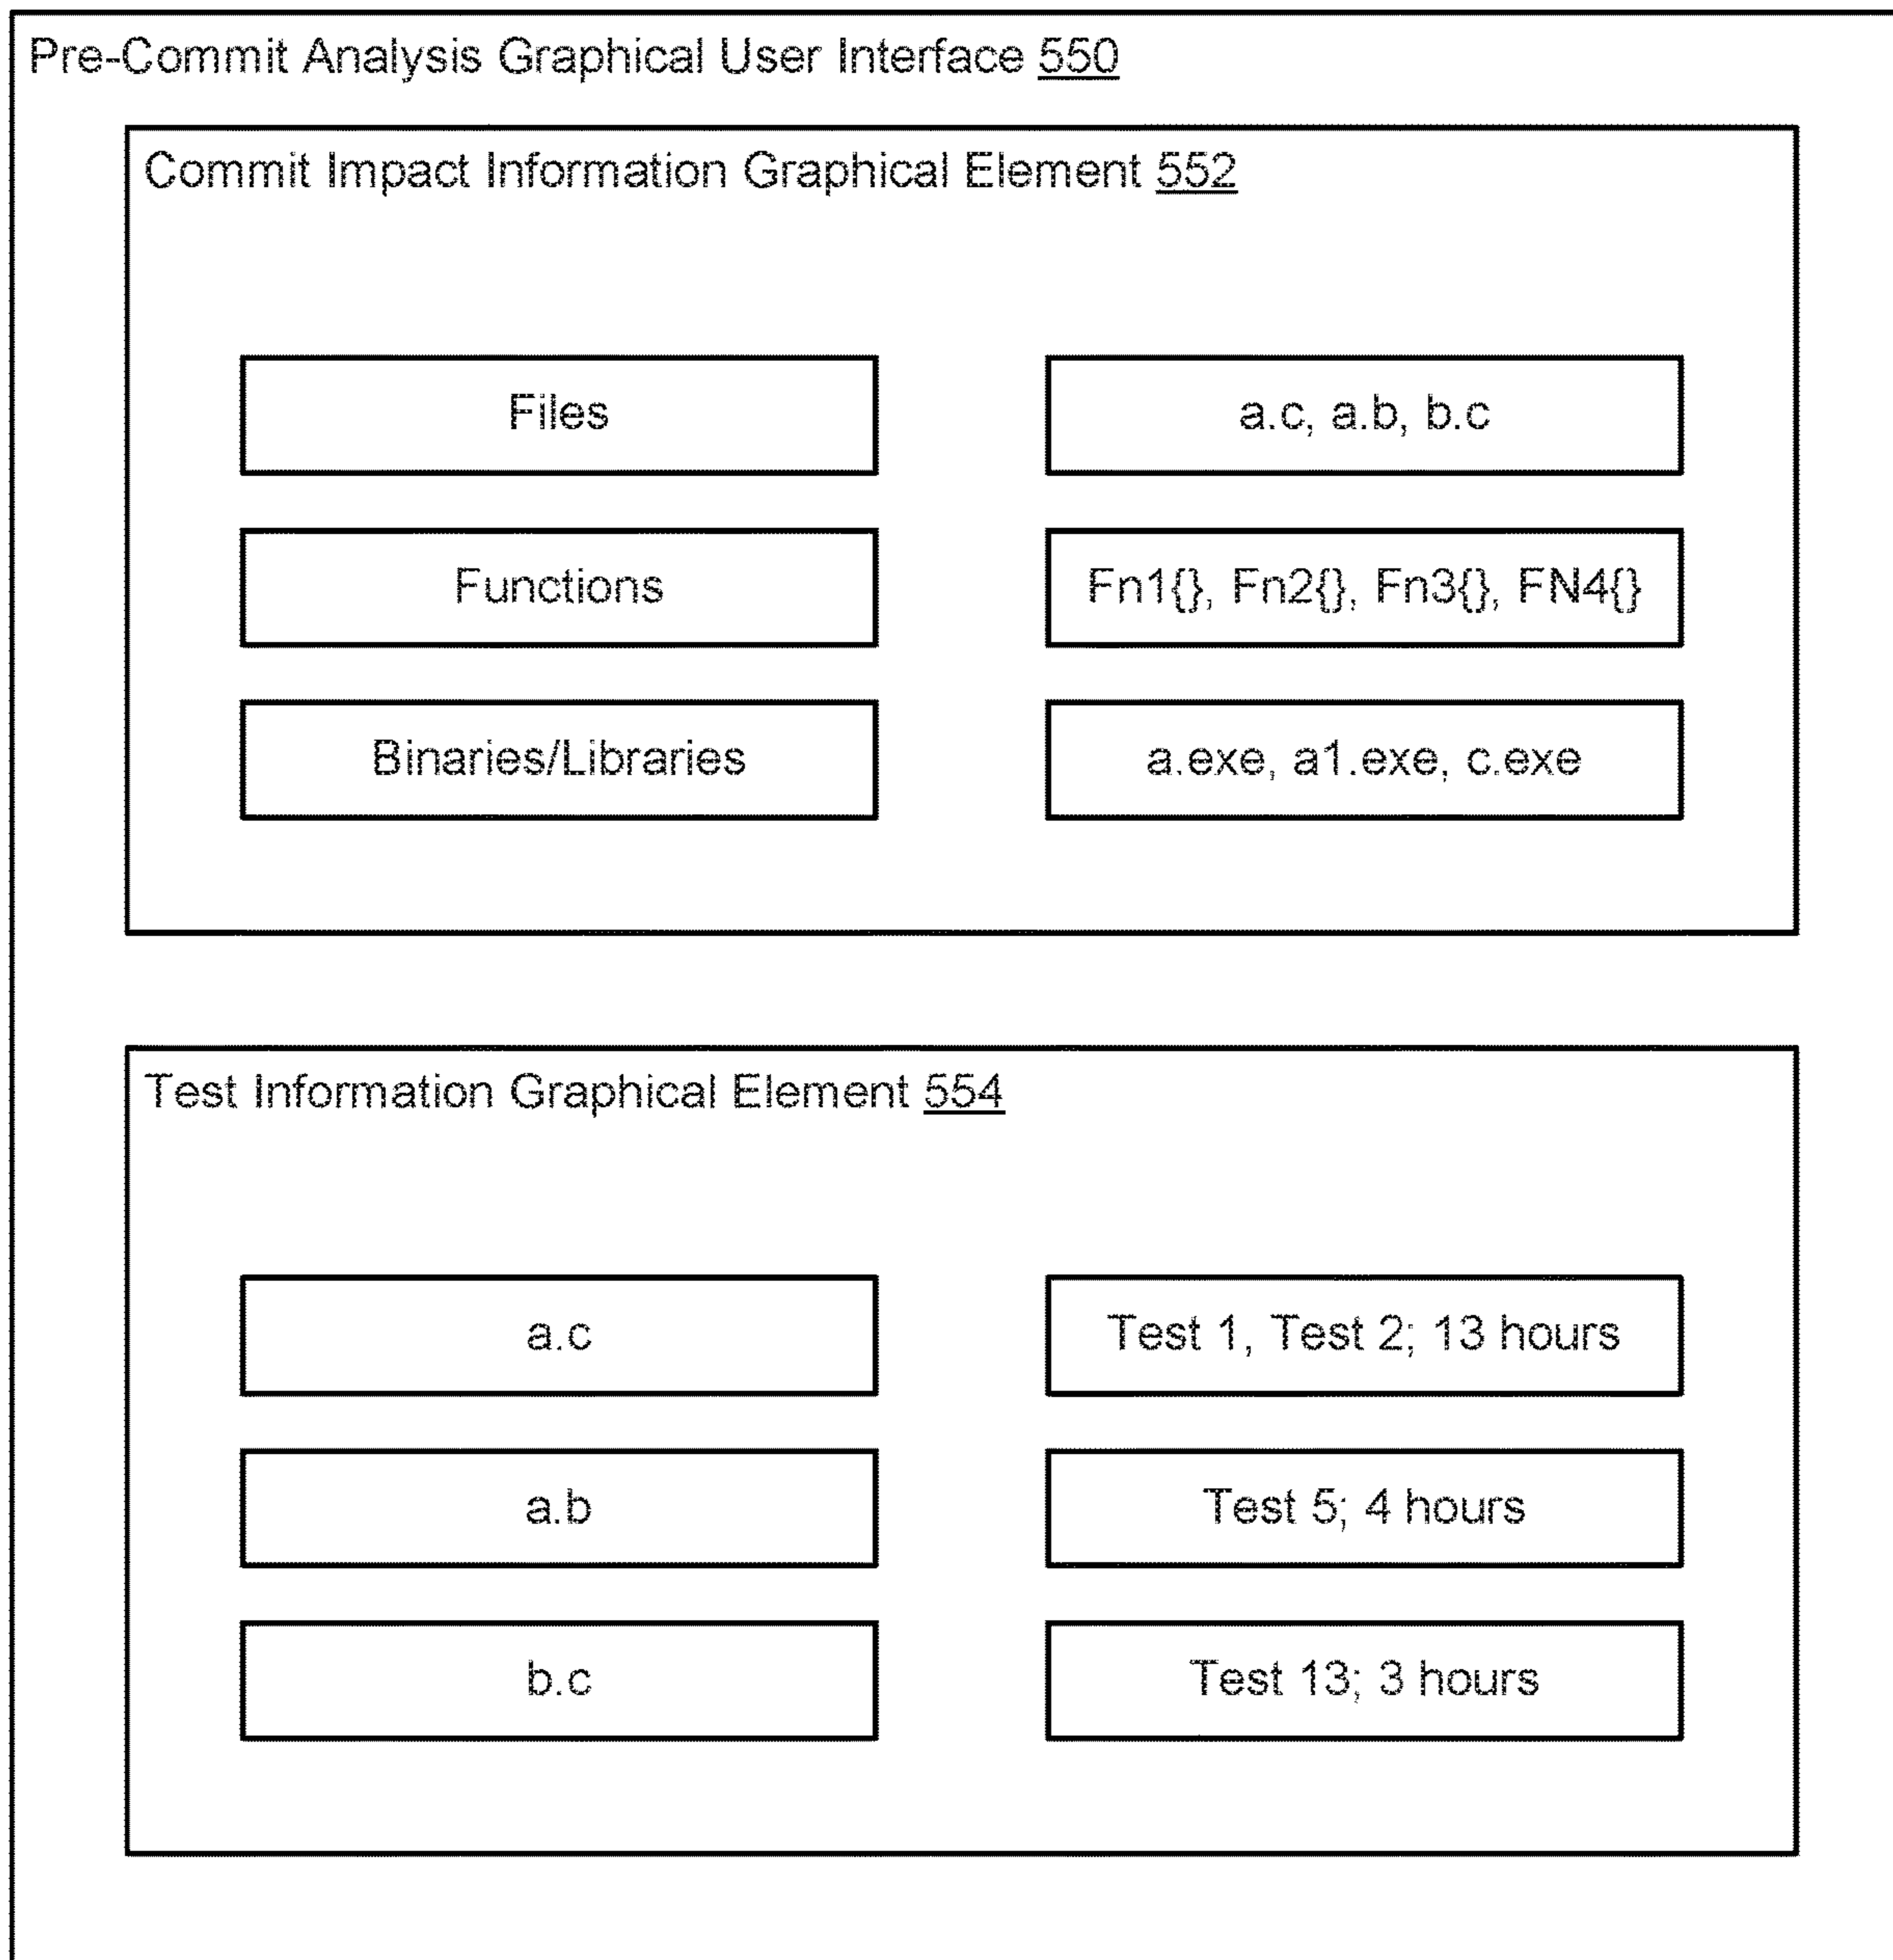 Pre-Commit Analysis Graphical User Interface 550
Commit Impact Information Graphical Element 552
Files
a.c, a.b, b.c
Functions
Fn1{}, Fn2{}, Fn3{}, FN4{}
Binaries/Libraries
a.exe, a1.exe, c.exe
Test Information Graphical Element 554
a.c
Test 1, Test 2; 13 hours
a.b
Test 5; 4 hours
b.c
Test 13; 3 hours